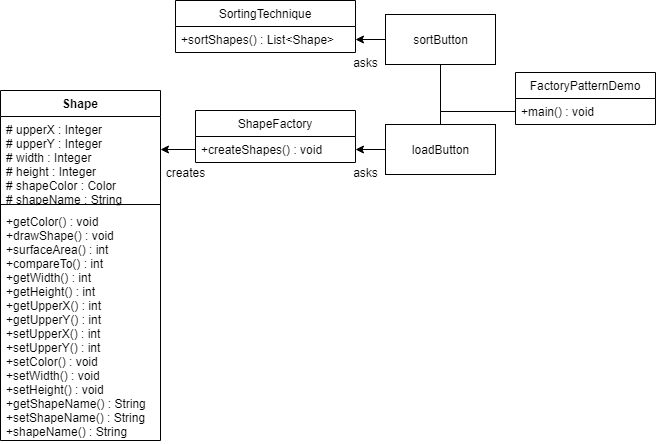 SortingTechnique
+sortShapes() : List<Shape>
sortButton
asks
FactoryPatternDemo
+main() : void
Shape
# upperX : Integer
# upperY : Integer
# width : Integer
# height : Integer
# shapeColor : Color
# shapeName : String
ShapeFactory
+createShapes() : void
loadButton
creates
asks
+getColor() : void
+drawShape() : void
+surfaceArea() : int
+compareTo() : int
+getWidth() : int
+getHeight() : int
+getUpperX() : int
+getUpperY() : int
+setUpperX() : int
+setUpperY() : int
+setColor() : void
+setWidth() : void
+setHeight() : void
+getShapeName() : String
+setShapeName() : String
+shapeName() : String